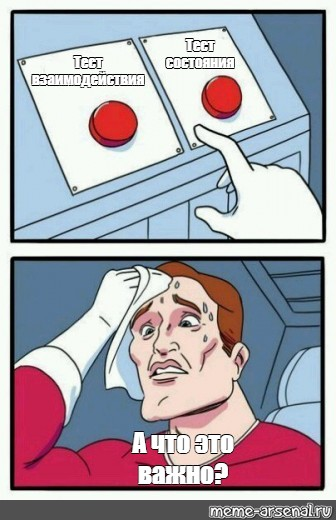 Тест
взаимодействия
Тест
состояния
А что это
важно?
meme-arsenal.ru